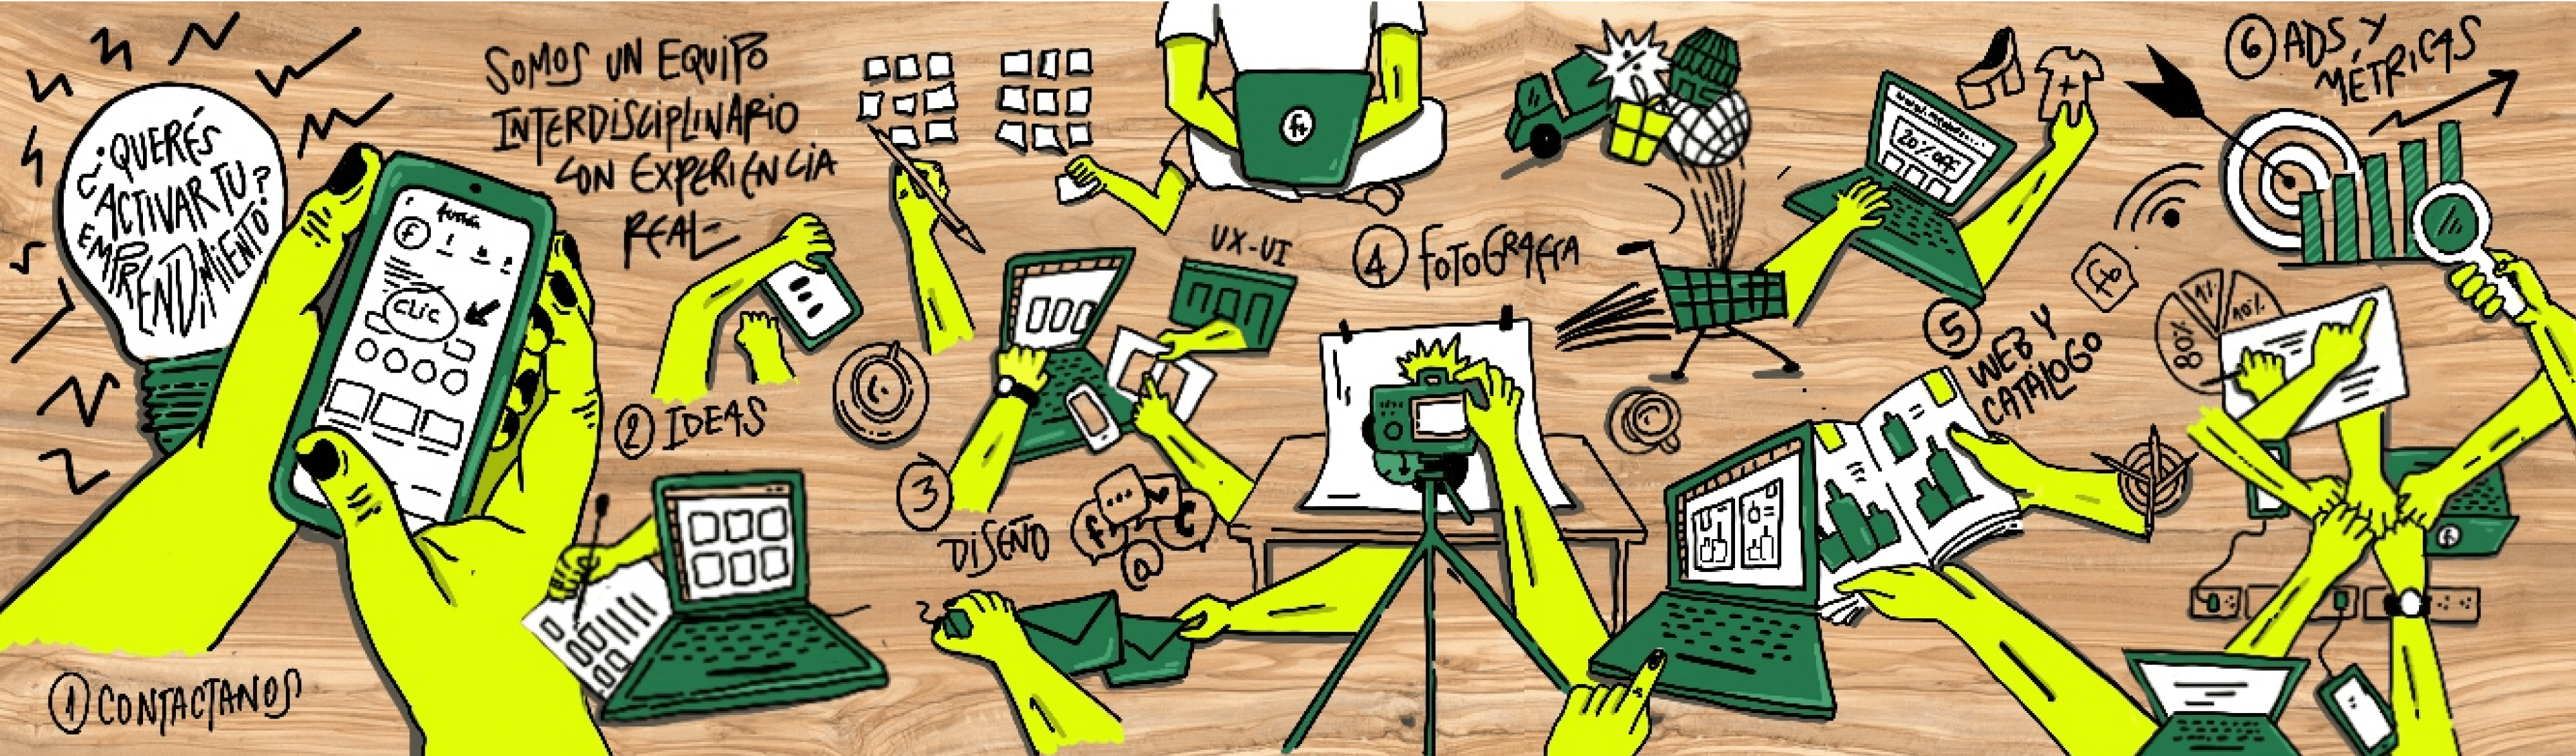 ¿QUERÉS
ACTIVAR TU
EMPRENDIMIENTO?
SOMOS UN EQUIPO
INTERDISCIPLINARIO
CON EXPERIENCIA
REAL
F
CLIC
1 CONTACTANOS
2 IDEAS
UX-UI
3
DISEÑO
f
@
4 FOTOGRAFÍA
%
20% OFF
5
WEB Y
CATÁLOGO
6 ADS Y
MÉTRICAS
80%
10%